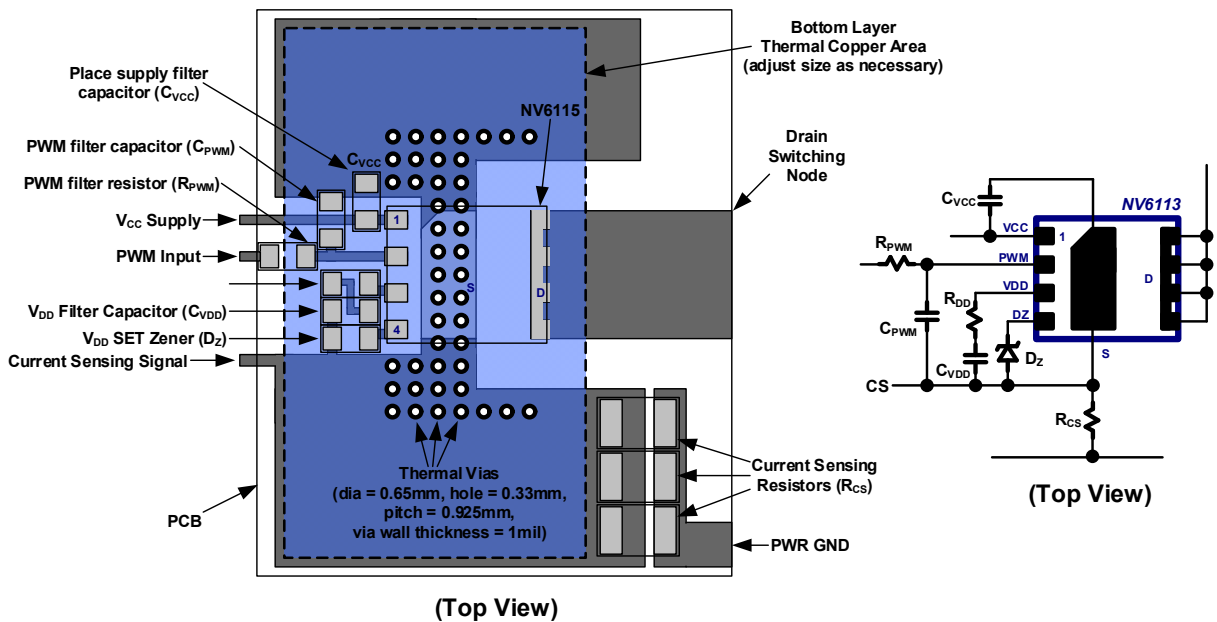 Bottom Layer
Thermal Copper Area
(adjust size as necessary)
Place supply filter
capacitor (CVCC)
NV6115
PWM filter capacitor (CPWM)
CVCC
Drain
Switching
Node
PWM filter resistor (RPWM)
VCC Supply
1
PWM Input
S
D
VDD Filter Capacitor (CVDD)
VDD SET Zener (DZ)
4
Current Sensing Signal
Thermal Vias
(dia = 0.65mm, hole = 0.33mm,
pitch = 0.925mm,
via wall thickness = 1mil)
Current Sensing
Resistors (RCS)
PCB
PWR GND
(Top View)
CVCC
NV6113
VCC
1
RPWM
PWM
VDD
D
RDD
DZ
CPWM
DZ
S
CVDD
CS
RCS
(Top View)